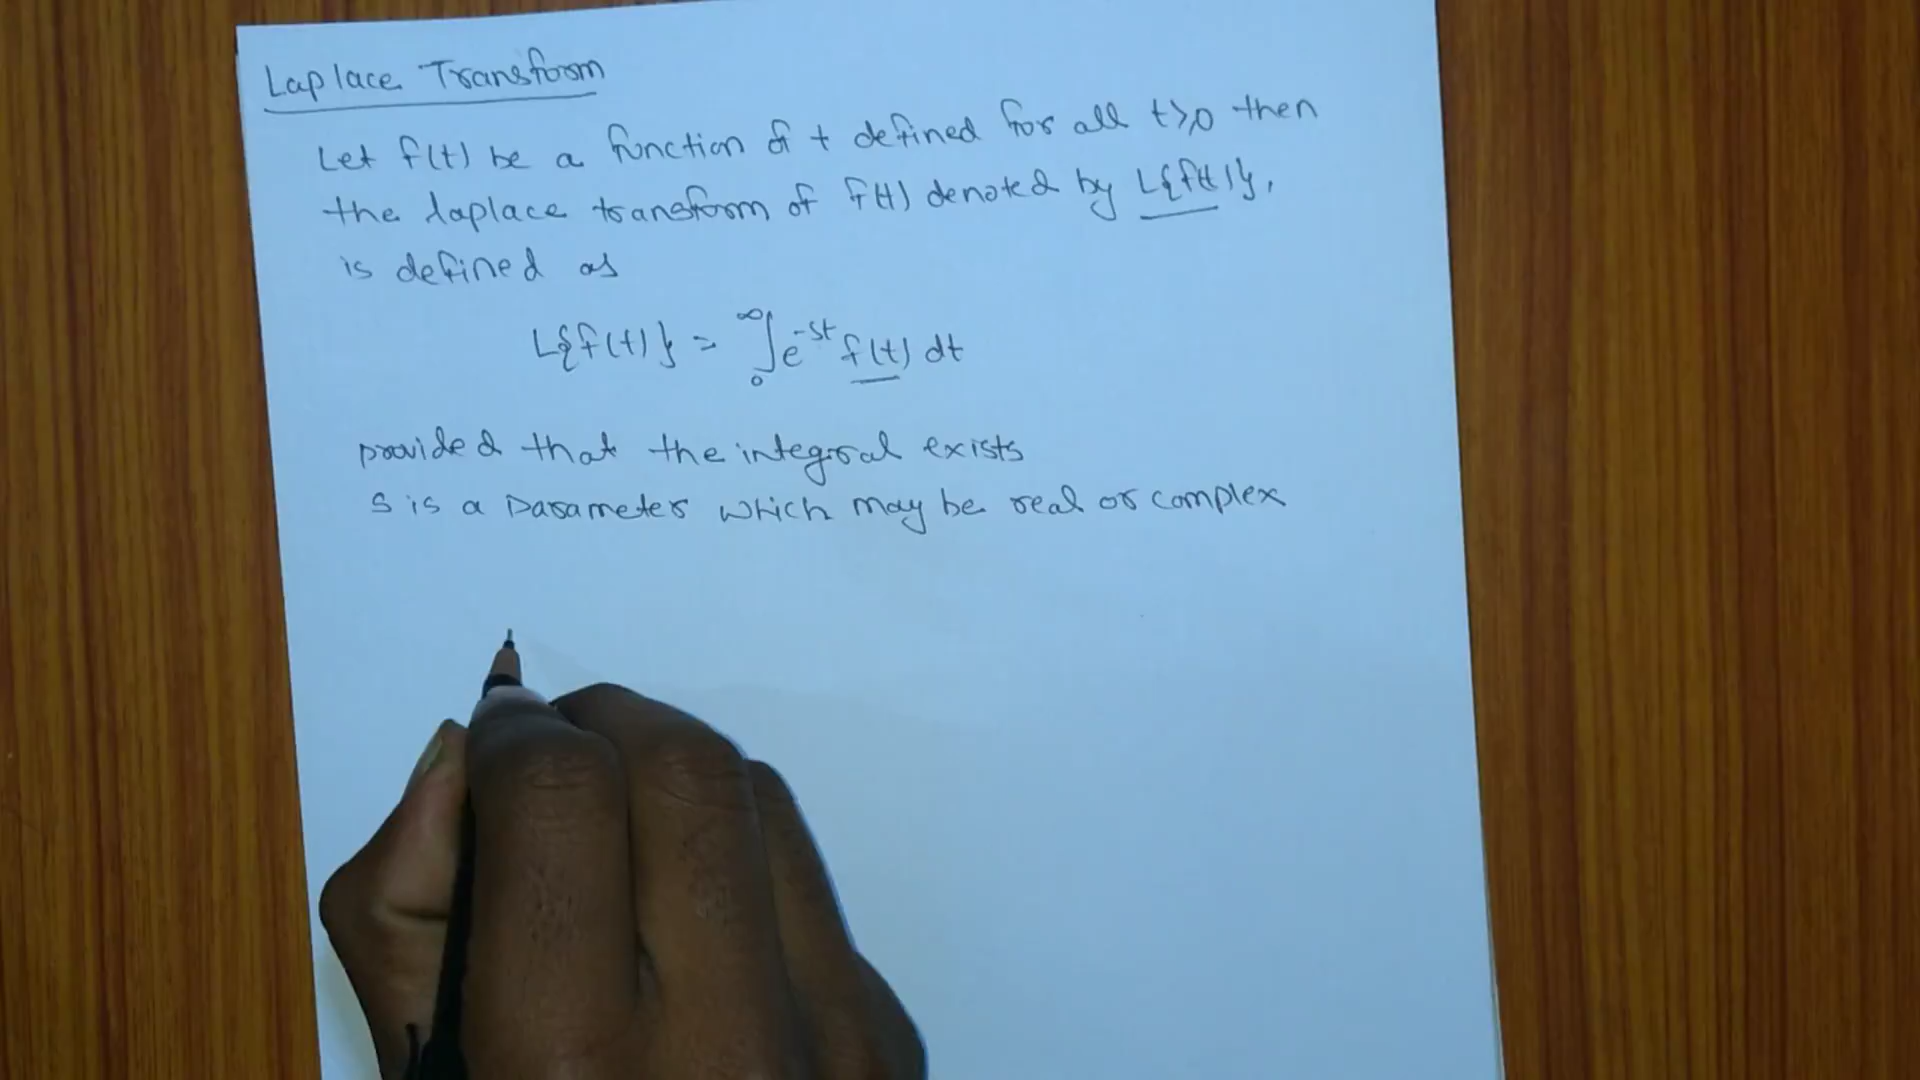 Laplace Transform
Let f(t) be a function of t defined for all t≥0 then
the laplace transform of f(t) denoted by L{f(t)},
is defined as
L{f(t)} = ∫₀^∞ e^-st f(t) dt
provided that the integral exists
S is a Parameter which may be real or complex